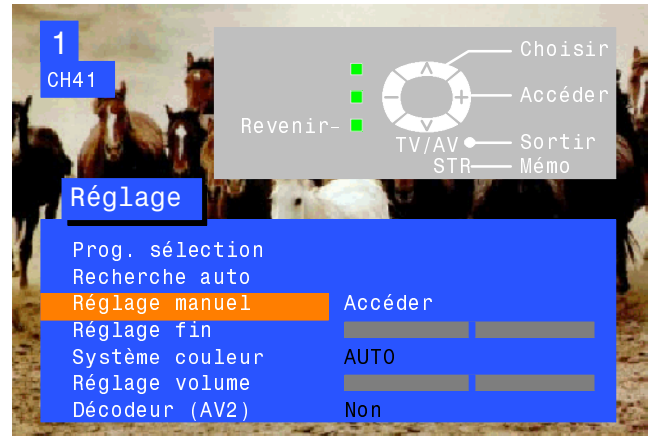 1
CH41
Choisir
Accéder
Revenir
TV/AV Sortir
STR Mémo
Réglage
Prog. sélection
Recherche auto
Réglage manuel Accéder
Réglage fin
Système couleur AUTO
Réglage volume
Décodeur (AV2) Non